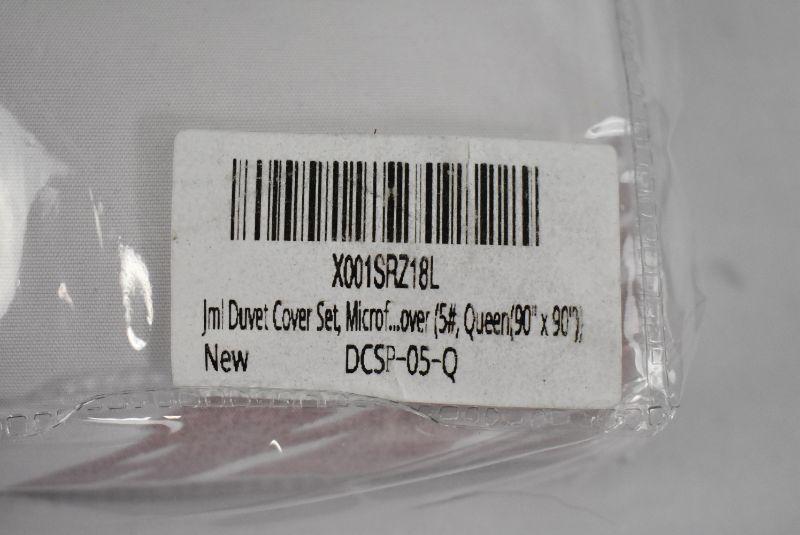 X001SRZ18L
Jml Duvet Cover Set, Microf...over (5#, Queen(90" x 90"),
New DCSP-05-Q